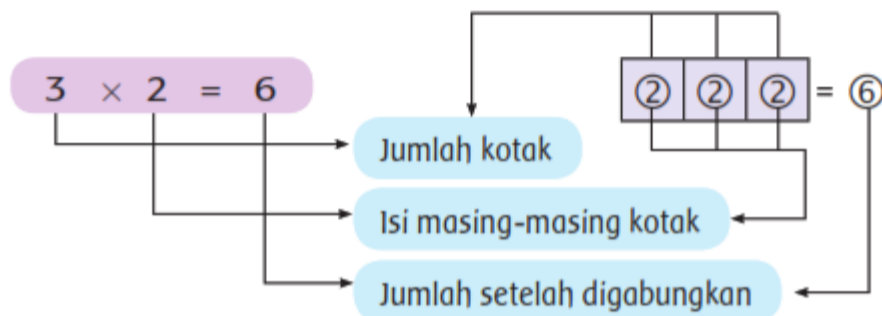 3 × 2 = 6
② ② ② = ⑥
Jumlah kotak
Isi masing-masing kotak
Jumlah setelah digabungkan